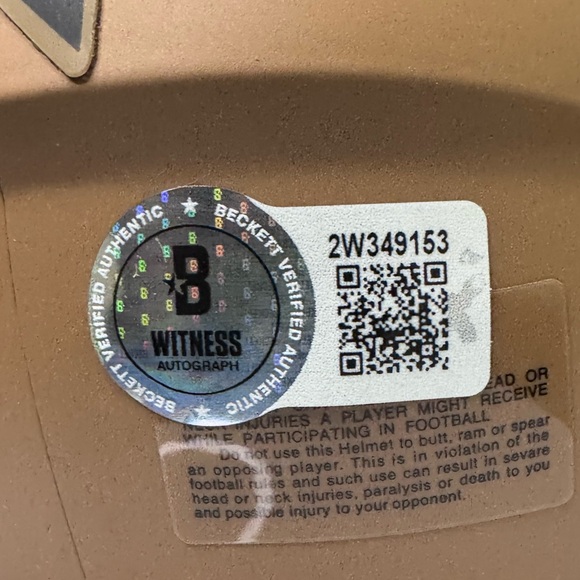 BECKETT VERIFIED AUTHENTIC
BECKETT VERIFIED AUTHENTIC
B
WITNESS
AUTOGRAPH
2W349153
EAD OR
INJURIES A PLAYER MIGHT RECEIVE
WHILE PARTICIPATING IN FOOTBALL
Do not use this Helmet to butt, ram or spear
an opposing player. This is in violation of the
football rules and such use can result in sevare
head or neck injuries, paralysis or death to you
and possible injury to your opponent.